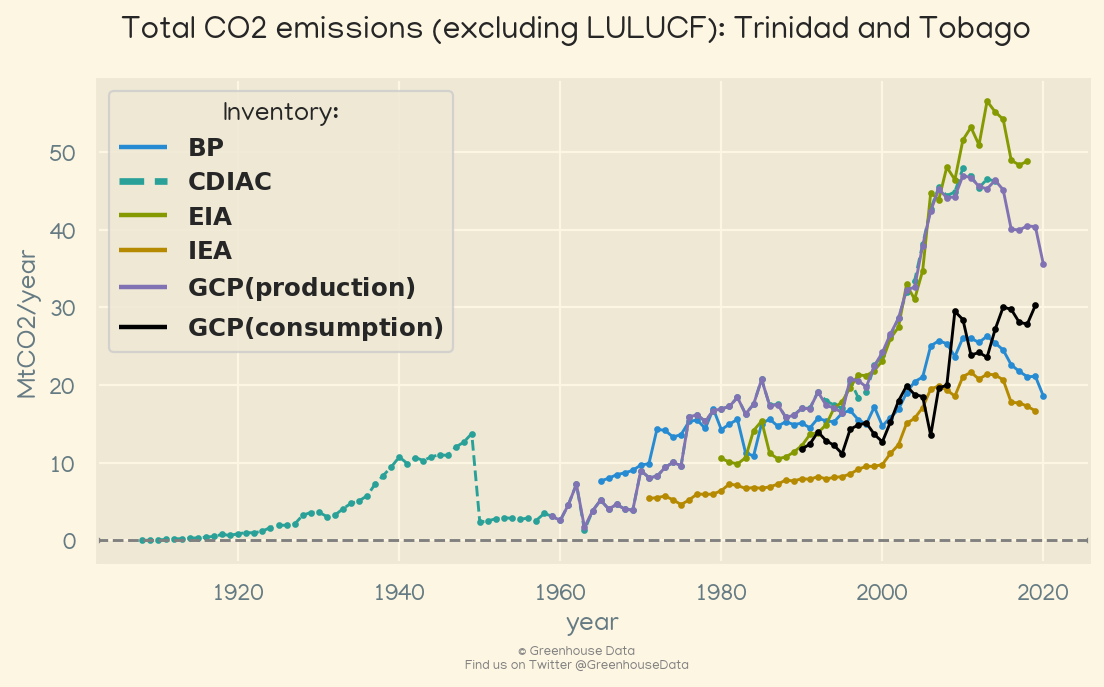 Total CO2 emissions (excluding LULUCF): Trinidad and Tobago
Inventory:
BP
CDIAC
EIA
IEA
GCP(production)
GCP(consumption)
MtCO2/year
50
40
30
20
10
0
1920
1940
1960
1980
2000
2020
year
© Greenhouse Data
Find us on Twitter @GreenhouseData